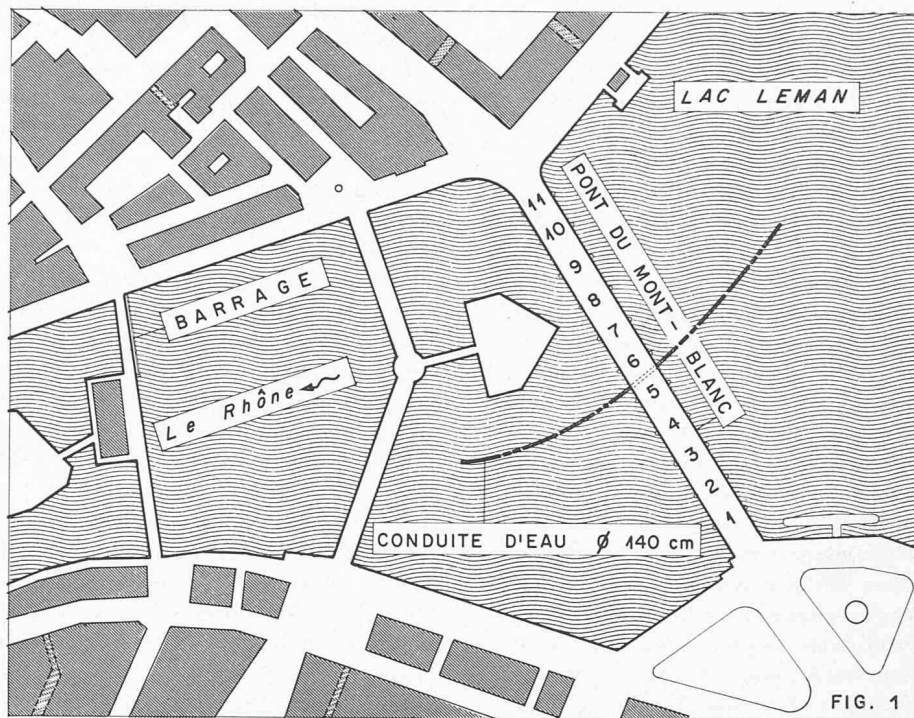 LAC LEMAN
PONT DU MONT-BLANC
11
10
9
8
7
6
5
4
3
2
1
BARRAGE
Le Rhône
CONDUITE D'EAU Ø 140 cm
FIG. 1